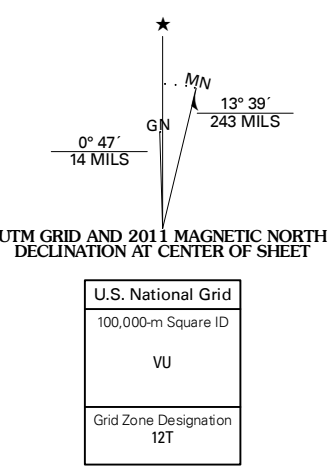 ★
MN
GN
0° 47´
14 MILS
13° 39´
243 MILS
UTM GRID AND 2011 MAGNETIC NORTH
DECLINATION AT CENTER OF SHEET
U.S. National Grid
100,000-m Square ID
VU
Grid Zone Designation
12T